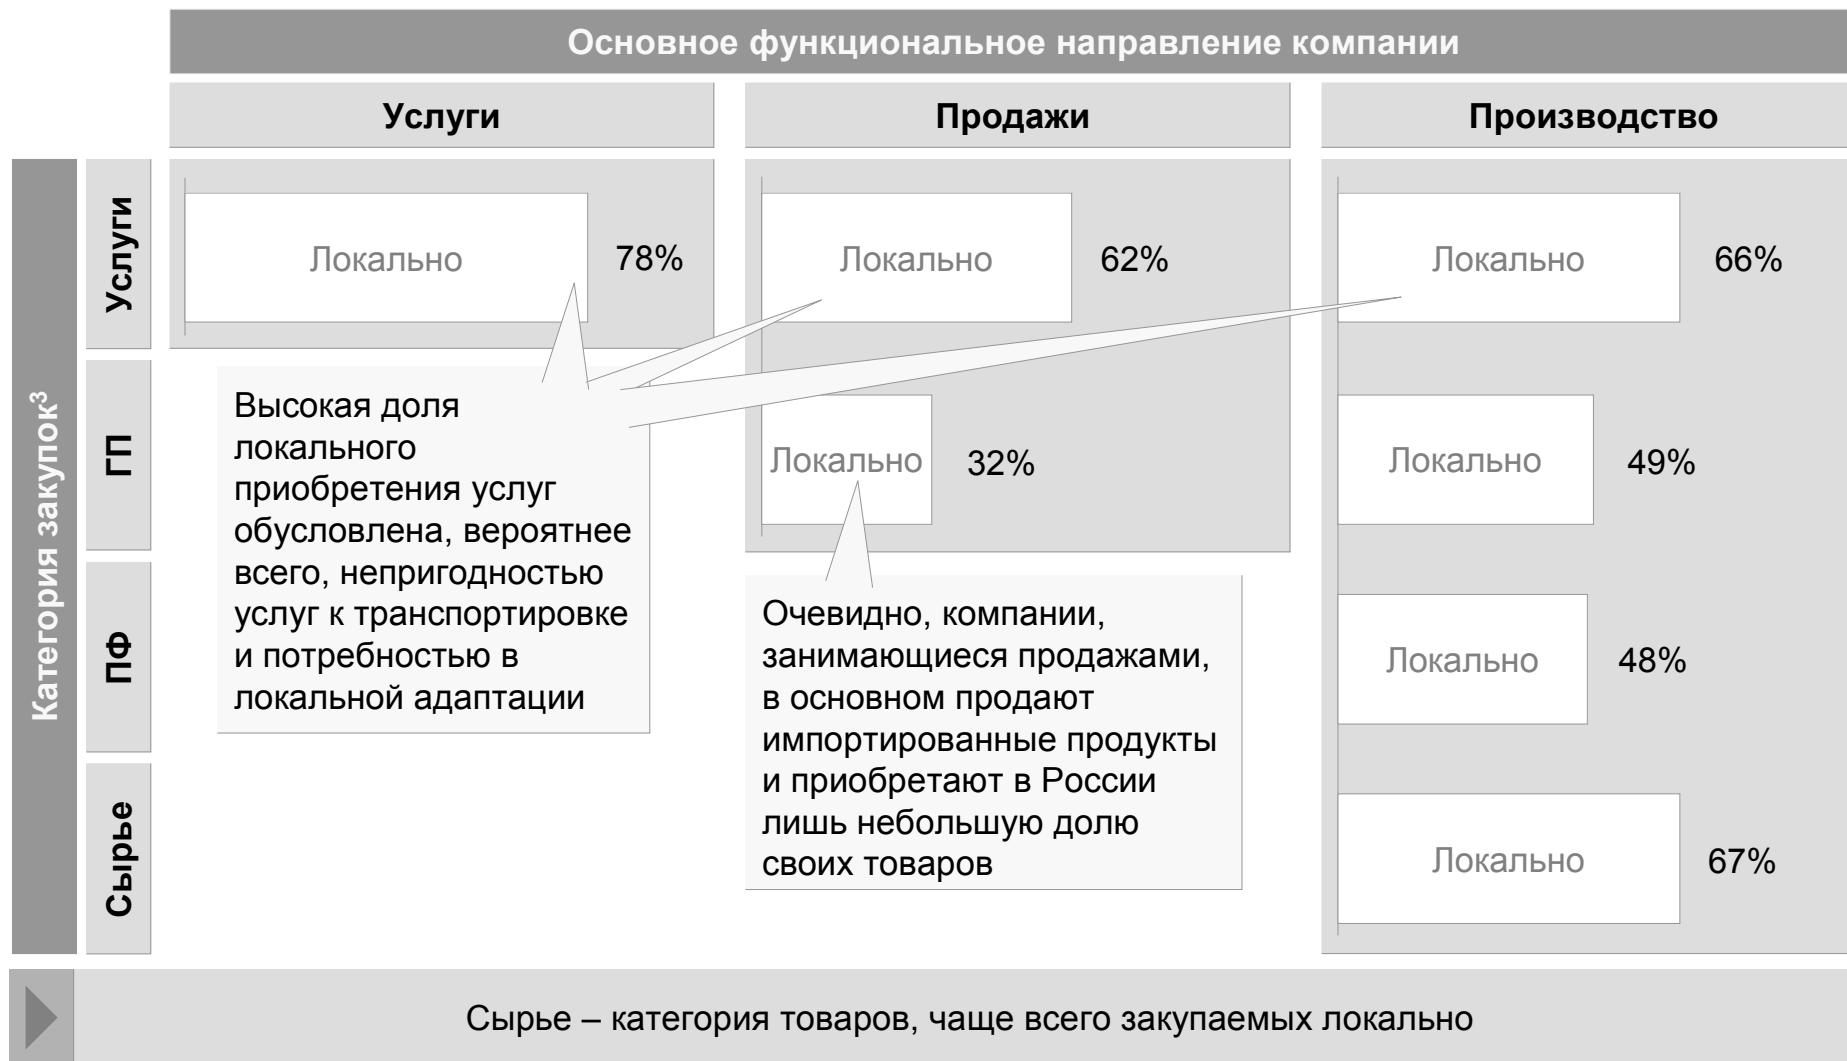 Основное функциональное направление компании
Услуги
Продажи
Производство
Категория закупок³
Услуги
Локально
78%
Локально
62%
Локально
66%
ГП
Локально
32%
Локально
49%
Высокая доля
локального
приобретения услуг
обусловлена, вероятнее
всего, непригодностью
услуг к транспортировке
и потребностью в
локальной адаптации
ПФ
Локально
48%
Очевидно, компании,
занимающиеся продажами,
в основном продают
импортированные продукты
и приобретают в России
лишь небольшую долю
своих товаров
Сырье
Локально
67%
Сырье – категория товаров, чаще всего закупаемых локально